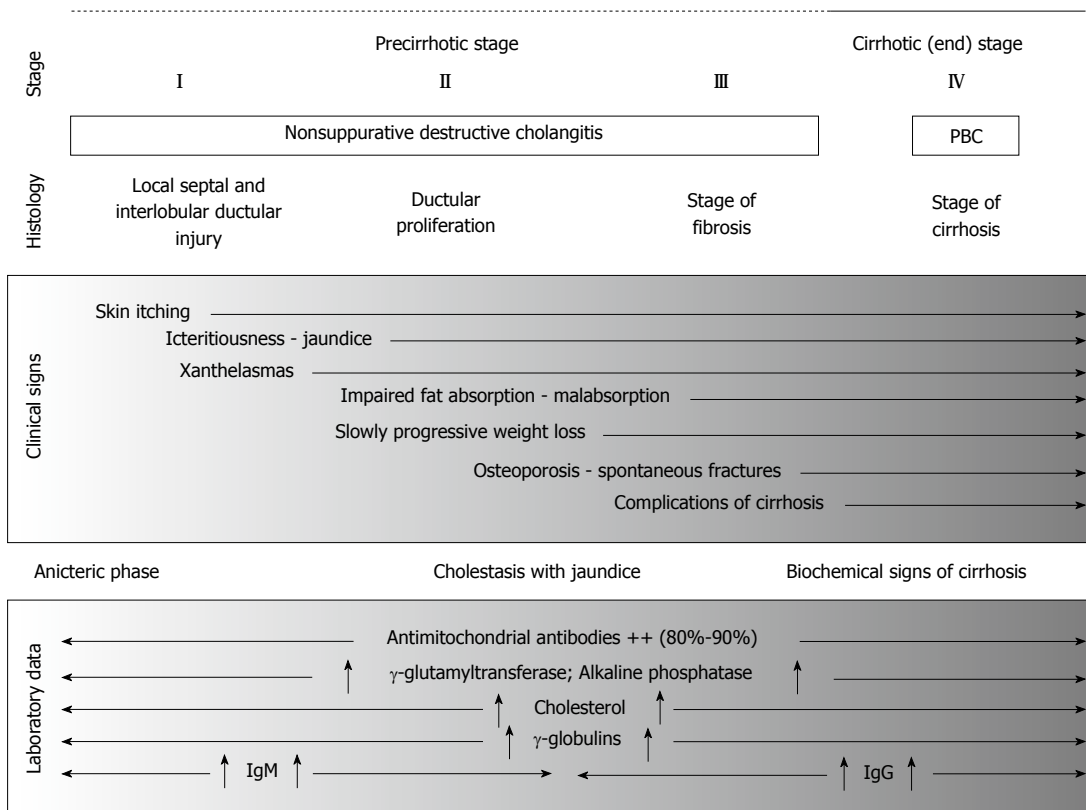 Stage
Precirrhotic stage
Cirrhotic (end) stage
I
II
III
IV
Nonsuppurative destructive cholangitis
PBC
Histology
Local septal and
interlobular ductular
injury
Ductular
proliferation
Stage of
fibrosis
Stage of
cirrhosis
Clinical signs
Skin itching
Icteritiousness - jaundice
Xanthelasmas
Impaired fat absorption - malabsorption
Slowly progressive weight loss
Osteoporosis - spontaneous fractures
Complications of cirrhosis
Anicteric phase
Cholestasis with jaundice
Biochemical signs of cirrhosis
Laboratory data
Antimitochondrial antibodies ++ (80%-90%)
γ-glutamyltransferase; Alkaline phosphatase
Cholesterol
γ-globulins
IgM
IgG